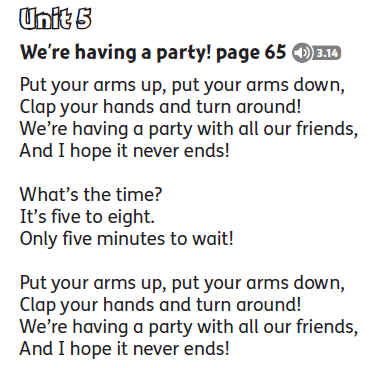 Unit 5
We're having a party! page 65 3.14
Put your arms up, put your arms down,
Clap your hands and turn around!
We're having a party with all our friends,
And I hope it never ends!
What's the time?
It's five to eight.
Only five minutes to wait!
Put your arms up, put your arms down,
Clap your hands and turn around!
We're having a party with all our friends,
And I hope it never ends!